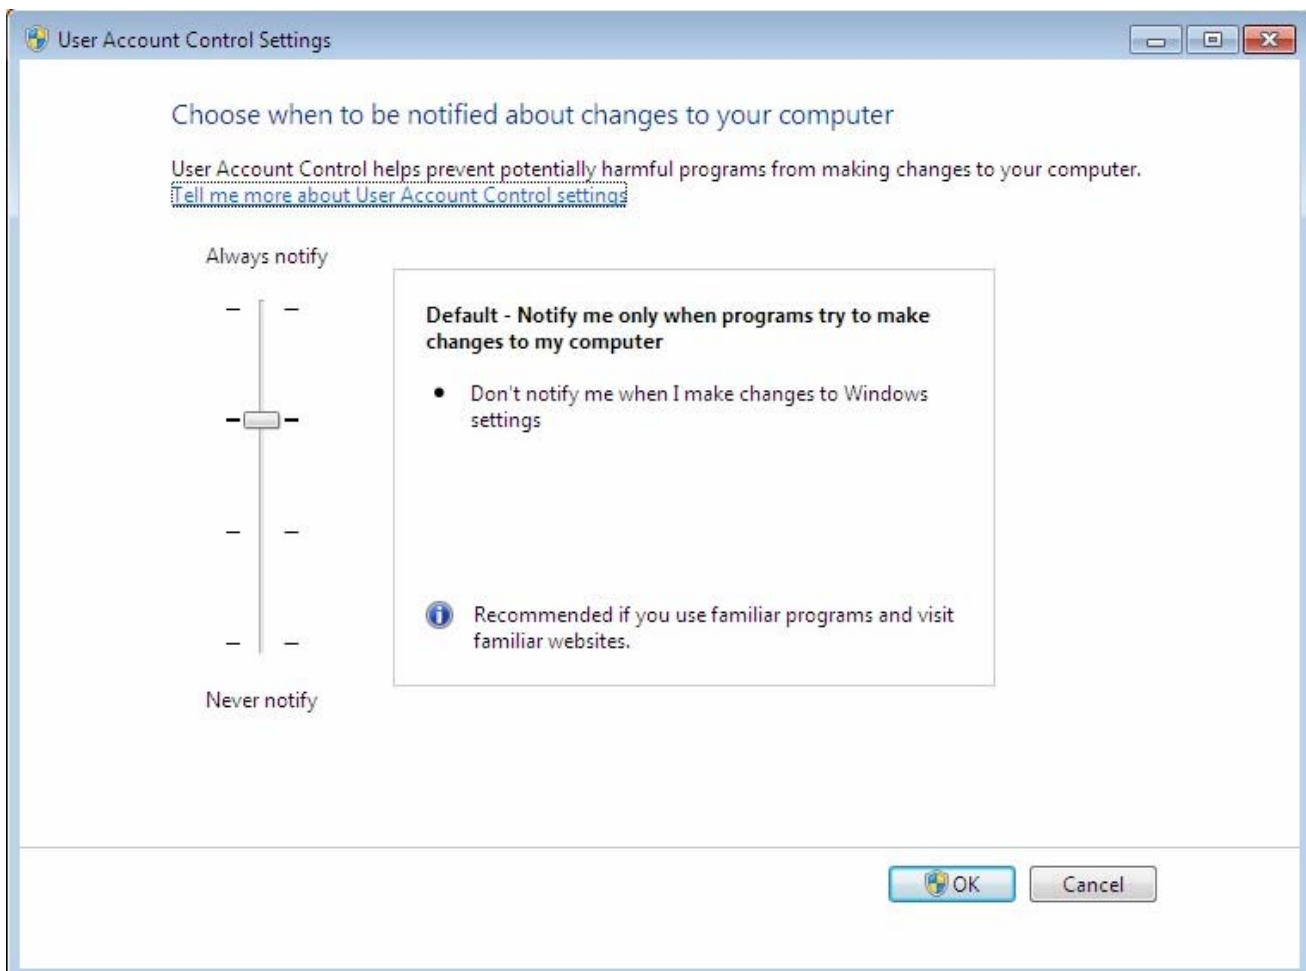 User Account Control Settings
Choose when to be notified about changes to your computer
User Account Control helps prevent potentially harmful programs from making changes to your computer.
Tell me more about User Account Control settings
Always notify
Default - Notify me only when programs try to make
changes to my computer
• Don't notify me when I make changes to Windows
settings
Recommended if you use familiar programs and visit
familiar websites.
Never notify
OK
Cancel